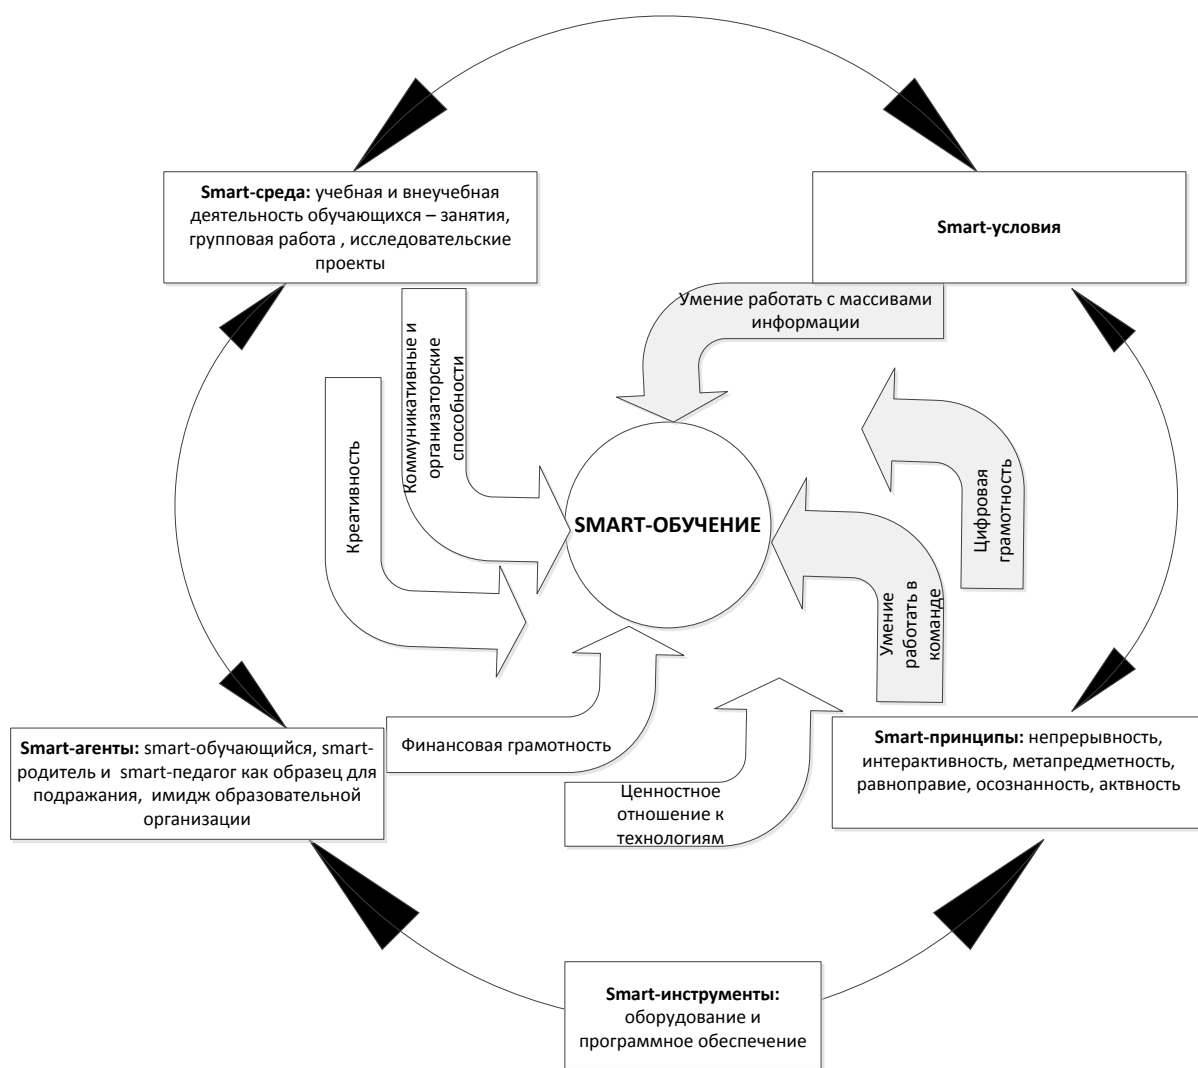 Smart-среда: учебная и внеучебная
деятельность обучающихся – занятия,
групповая работа , исследовательские
проекты
Smart-условия
Умение работать с массивами
информации
Коммуникативные и
организаторские
способности
Креативность
Цифровая
грамотность
SMART-ОБУЧЕНИЕ
Умение
работать в
команде
Финансовая грамотность
Ценностное
отношение к
технологиям
Smart-агенты: smart-обучающийся, smart-
родитель и smart-педагог как образец для
подражания, имидж образовательной
организации
Smart-принципы: непрерывность,
интерактивность, метапредметность,
равноправие, осознанность, актвность
Smart-инструменты:
оборудование и
программное обеспечение